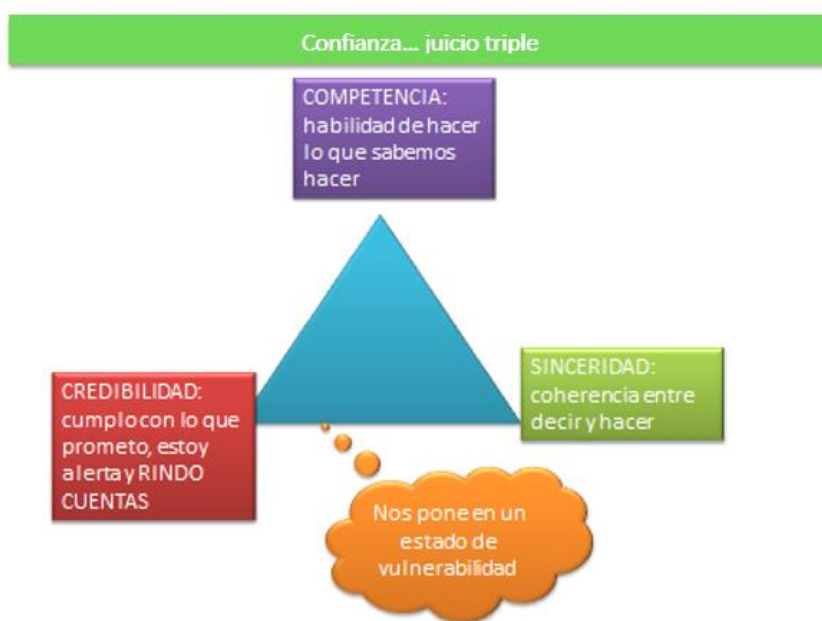 Confianza... juicio triple
COMPETENCIA:
habilidad de hacer
lo que sabemos
hacer
CREDIBILIDAD:
cumplo con lo que
prometo, estoy
alerta y RINDO
CUENTAS
SINCERIDAD:
coherencia entre
decir y hacer
Nos pone en un
estado de
vulnerabilidad